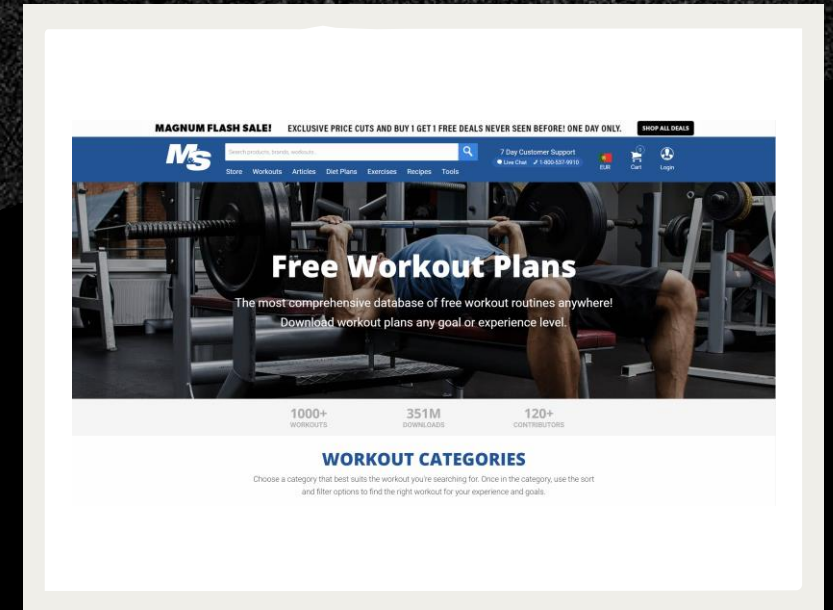 MAGNUM FLASH SALE! EXCLUSIVE PRICE CUTS AND BUY 1 GET 1 FREE DEALS NEVER SEEN BEFORE! ONE DAY ONLY. SHOP ALL DEALS
M&S
Search products, brands, workouts...
7 Day Customer Support
Live Chat 1-800-537-9910
EUR
0
Cart
Login
Store Workouts Articles Diet Plans Exercises Recipes Tools
Free Workout Plans
The most comprehensive database of free workout routines anywhere!
Download workout plans any goal or experience level.
1000+ 351M 120+
WORKOUTS DOWNLOADS CONTRIBUTORS
WORKOUT CATEGORIES
Choose a category that best suits the workout you're searching for. Once in the category, use the sort
and filter options to find the right workout for your experience and goals.